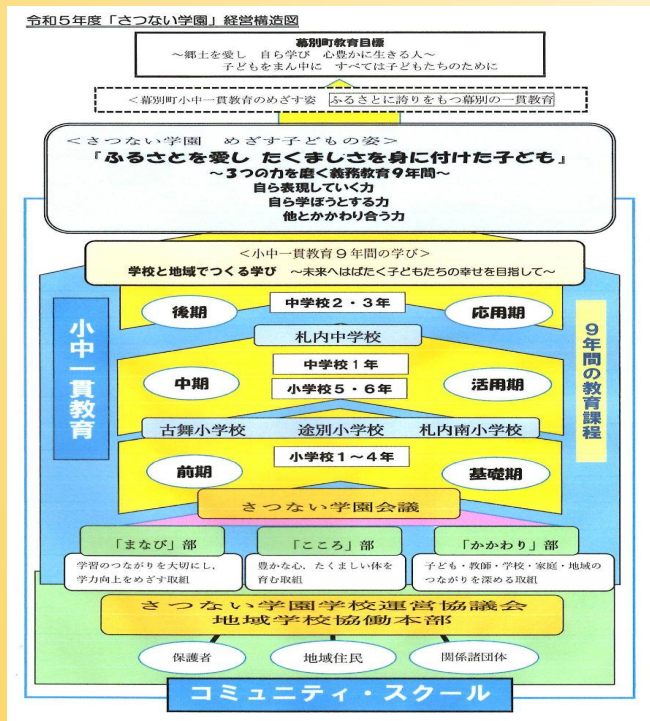 令和５年度「さつない学園」経営構造図
幕別町教育目標
～郷土を愛し　自ら学び　心豊かに生きる人～
子どもをまん中に　すべては子どもたちのために
＜幕別町小中一貫教育のめざす姿　ふるさとに誇りをもつ幕別の一貫教育
＜さつない学園　めざす子どもの姿＞
「ふるさとを愛し たくましさを身に付けた子ども」
～３つの力を磨く義務教育９年間～
自ら表現していく力
自ら学ぼうとする力
他とかかわり合う力
＜小中一貫教育９年間の学び＞
学校と地域でつくる学び　～未来へはばたく子どもたちの幸せを目指して～
小中一貫教育
９年間の教育課程
後期
中学校２・３年
応用期
札内中学校
中期
中学校１年
小学校５・６年
活用期
古舞小学校　途別小学校　札内南小学校
前期
小学校１～４年
基礎期
さつない学園会議
「まなび」部
学習のつながりを大切にし，
学力向上をめざす取組
「こころ」部
豊かな心，たくましい体を
育む取組
「かかわり」部
子ども・教師・学校・家庭・地域の
つながりを深める取組
さつない学園学校運営協議会
地域学校協働本部
保護者
地域住民
関係諸団体
コミュニティ・スクール